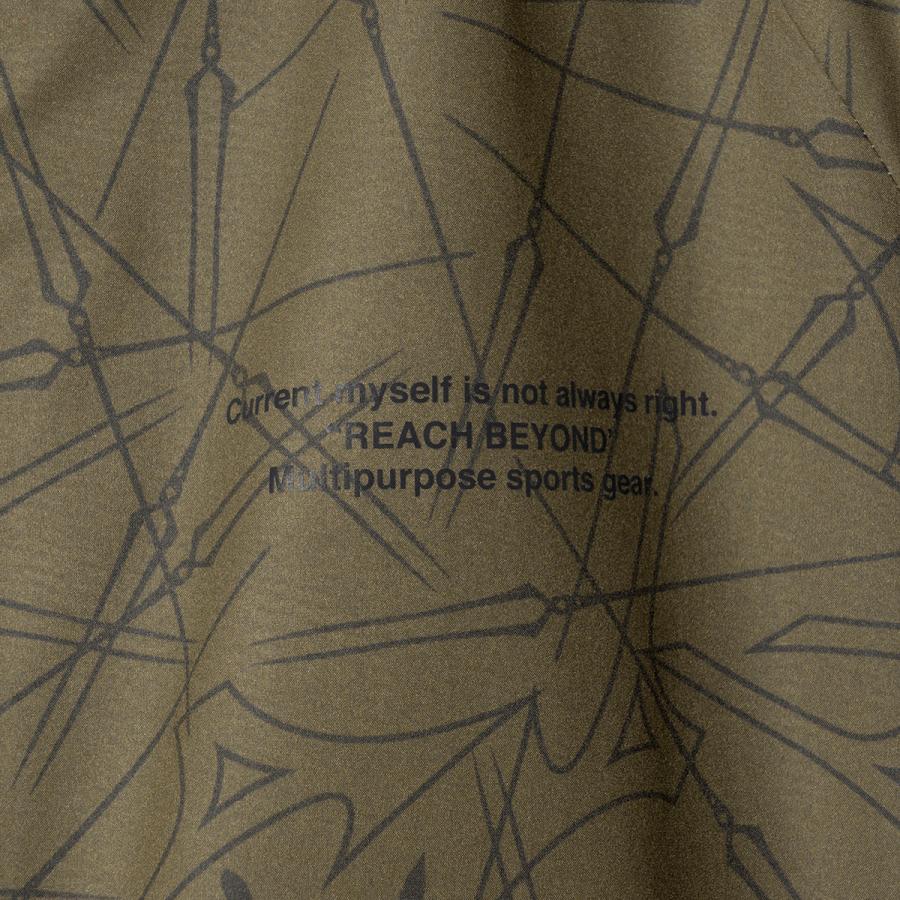 Current myself is not always right.
"REACH BEYOND"
Multipurpose sports gear.